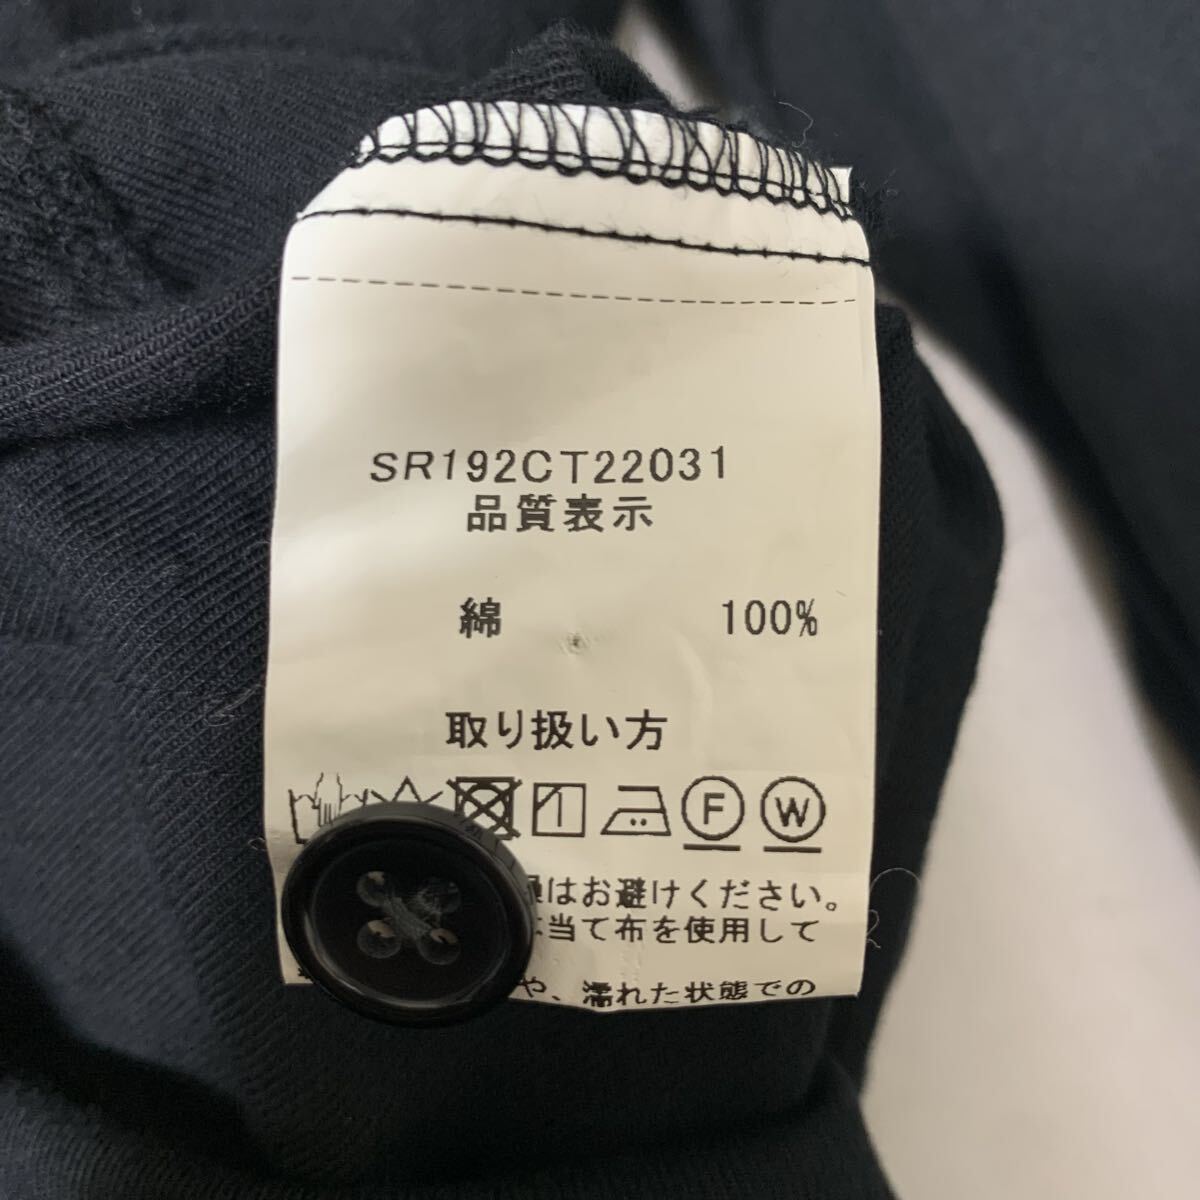 SR192CT22031
品質表示
綿 100%
取り扱い方
F W
はお避けください。
当て布を使用して
や、濡れた状態での